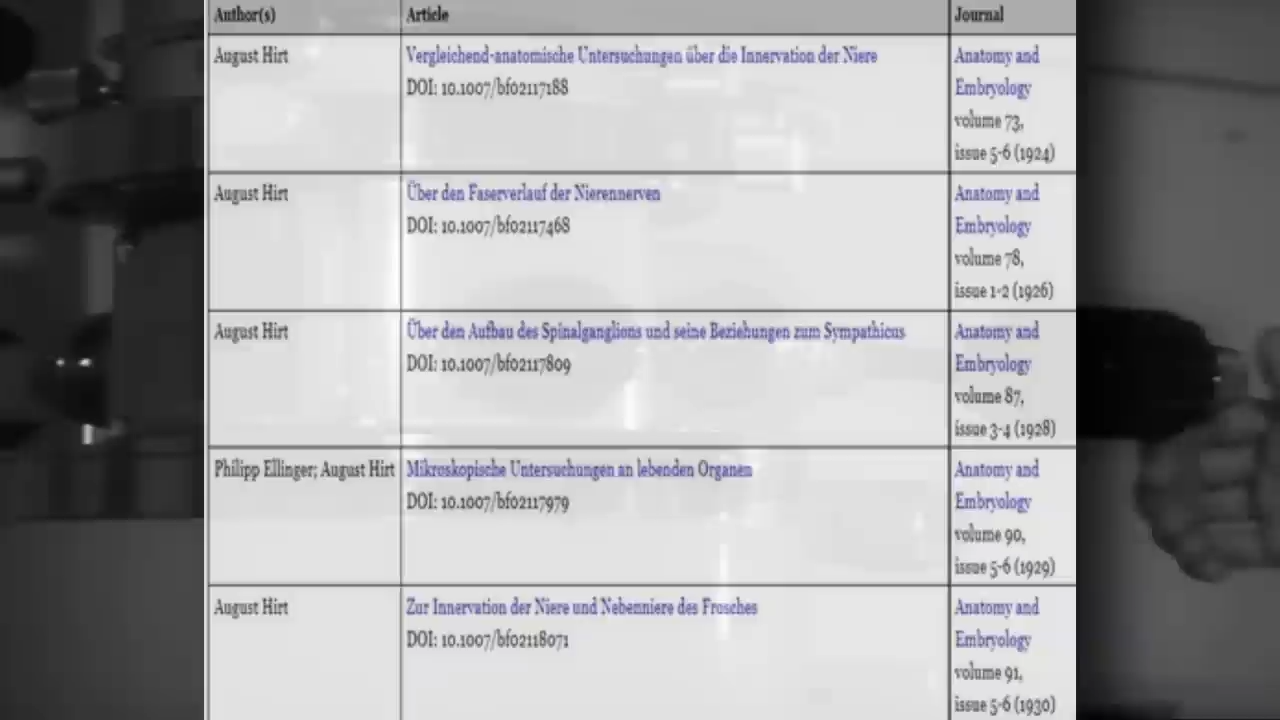 Author(s) Article Journal
August Hirt Vergleichend-anatomische Untersuchungen über die Innervation der Niere Anatomy and
DOI: 10.1007/bf02117188 Embryology
volume 73,
issue 5-6 (1924)
August Hirt Über den Faserverlauf der Nierennerven Anatomy and
DOI: 10.1007/bf02117468 Embryology
volume 78,
issue 1-2 (1926)
August Hirt Über den Aufbau des Spinalganglions und seine Beziehungen zum Sympathicus Anatomy and
DOI: 10.1007/bf02117809 Embryology
volume 87,
issue 3-4 (1928)
Philipp Ellinger; August Hirt Mikroskopische Untersuchungen an lebenden Organen Anatomy and
DOI: 10.1007/bf02117979 Embryology
volume 90,
issue 5-6 (1929)
August Hirt Zur Innervation der Niere und Nebenniere des Frosches Anatomy and
DOI: 10.1007/bf02118071 Embryology
volume 91,
issue 5-6 (1930)